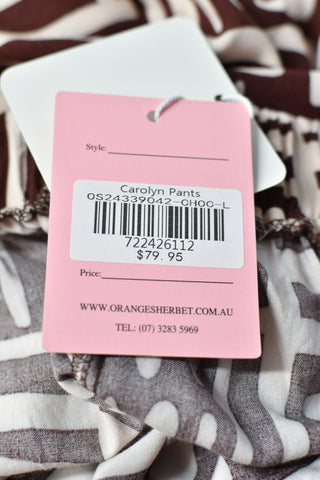 Style:
Carolyn Pants
OS24339042-CHOC-L
722426112
$79.95
Price:
WWW.ORANGESHERBET.COM.AU
TEL: (07) 3283 5969